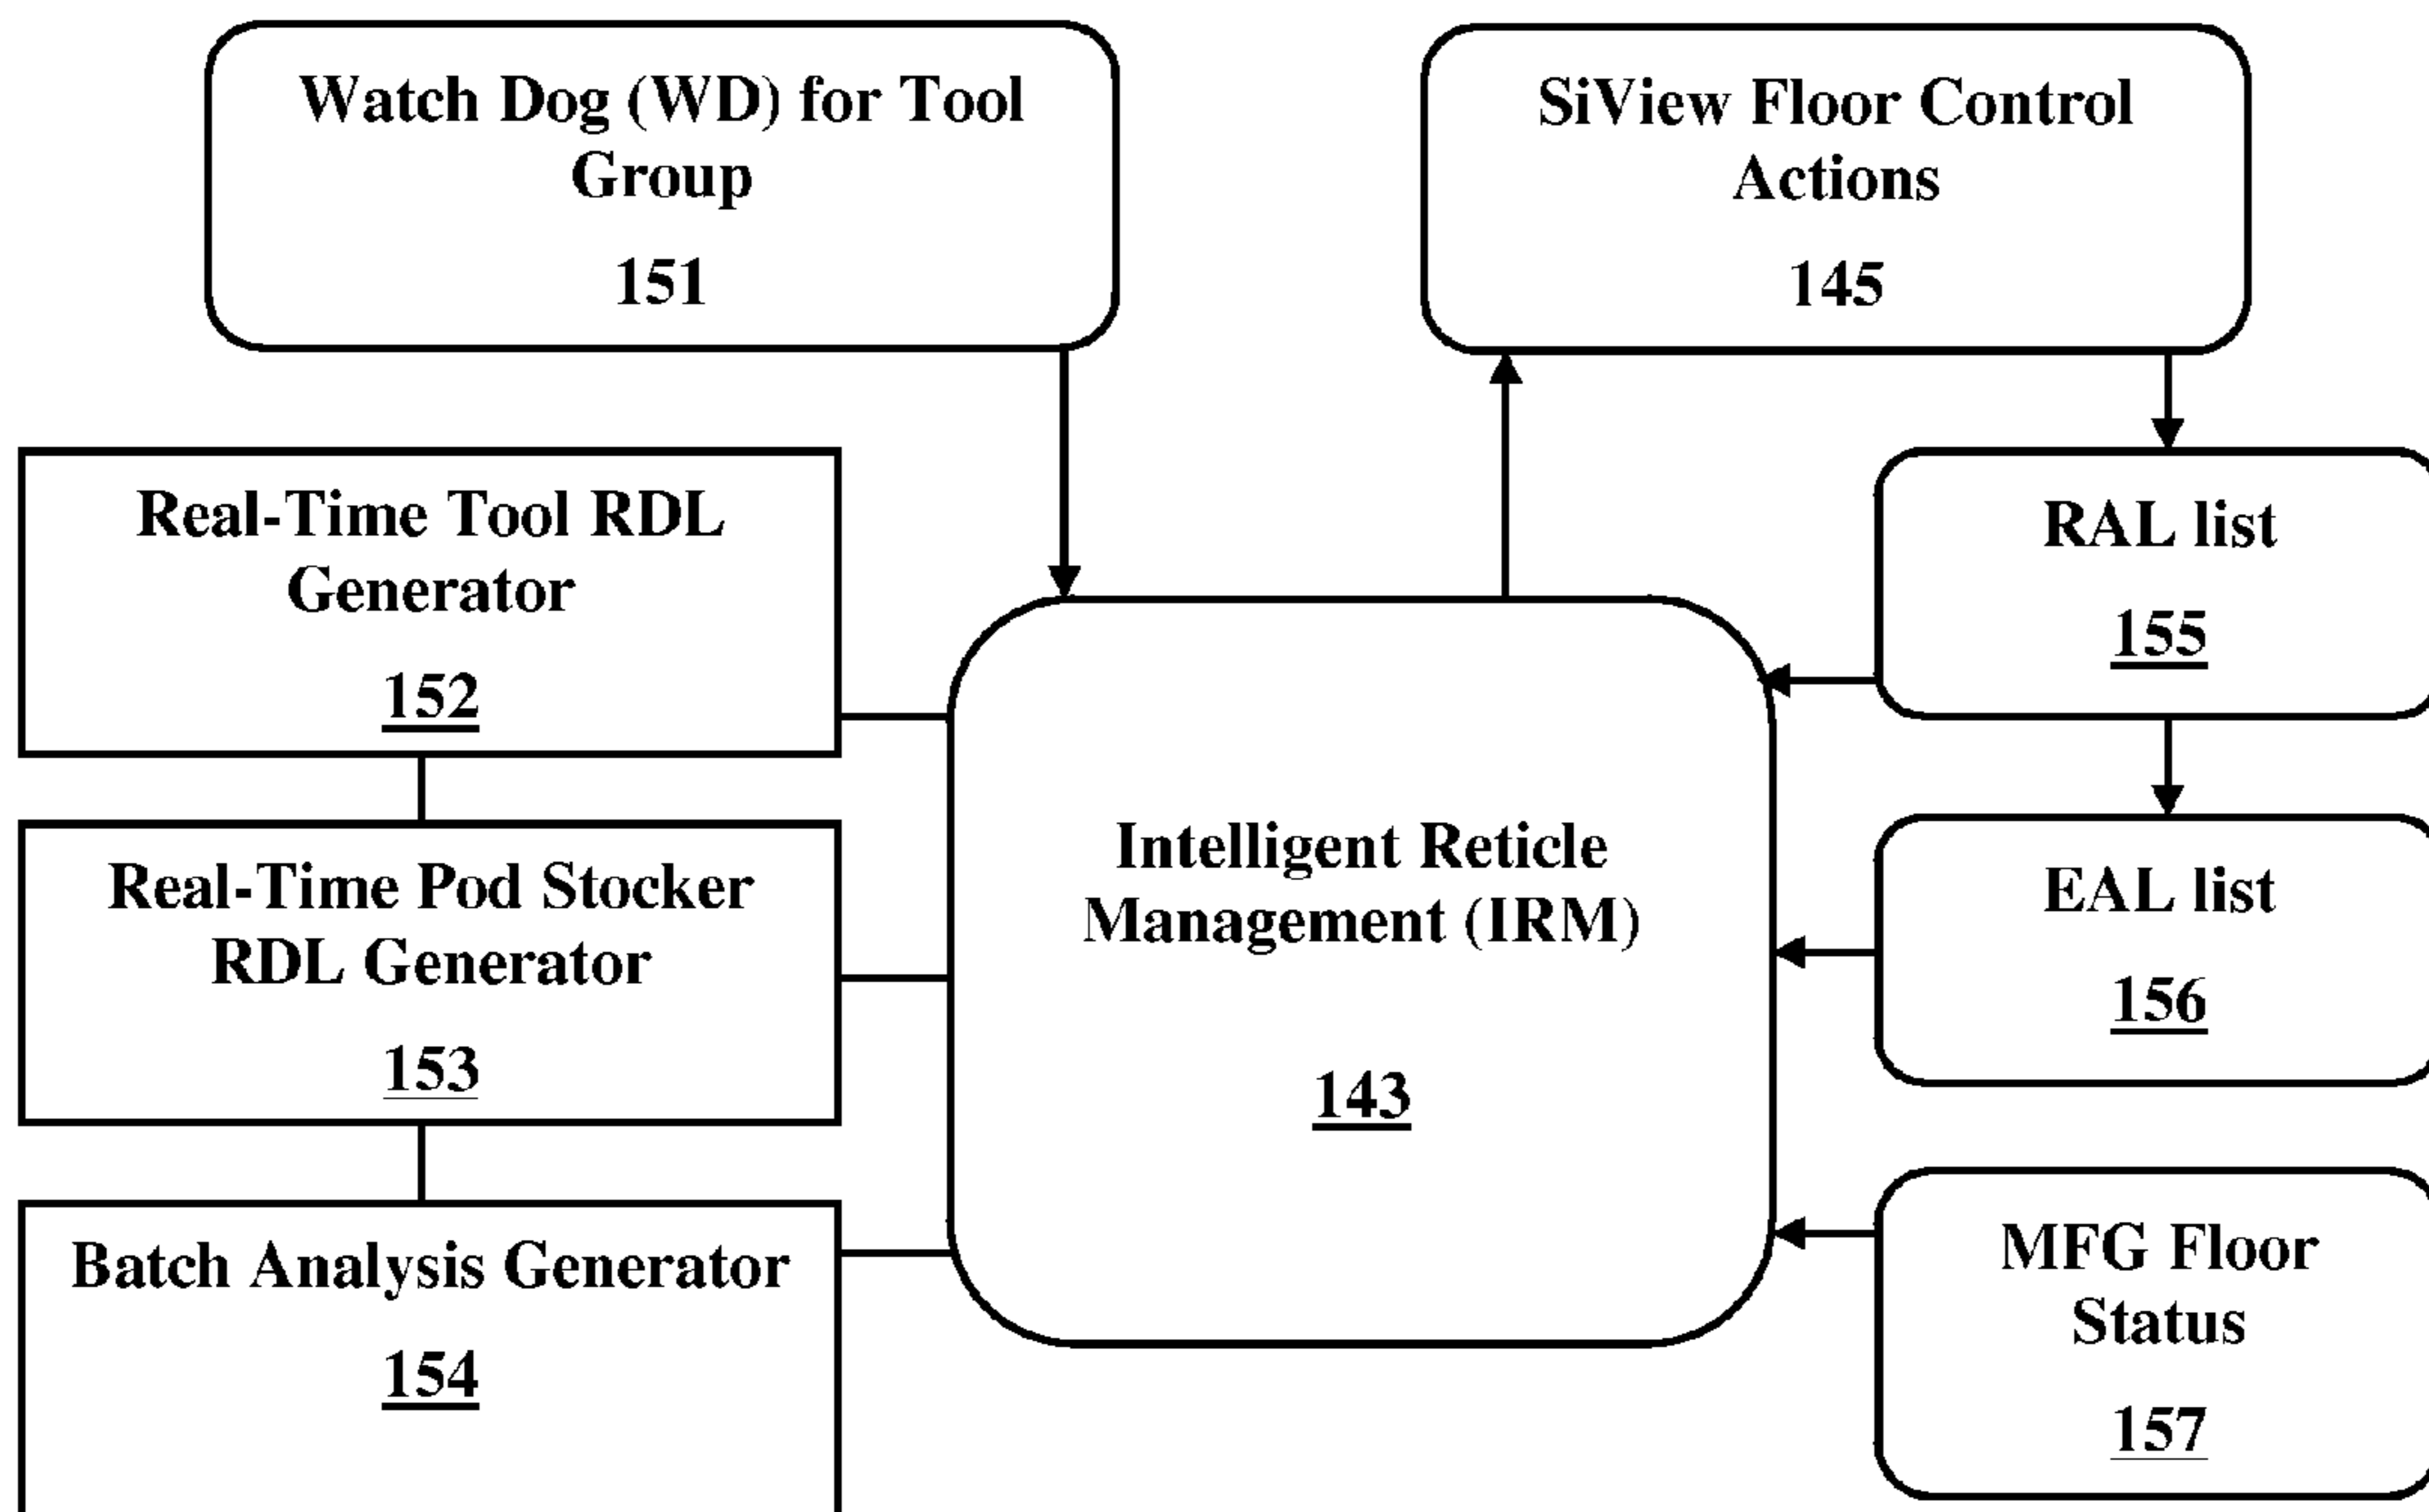 Watch Dog (WD) for Tool
Group
151
SiView Floor Control
Actions
145
Real-Time Tool RDL
Generator
152
Real-Time Pod Stocker
RDL Generator
153
Batch Analysis Generator
154
Intelligent Reticle
Management (IRM)
143
RAL list
155
EAL list
156
MFG Floor
Status
157